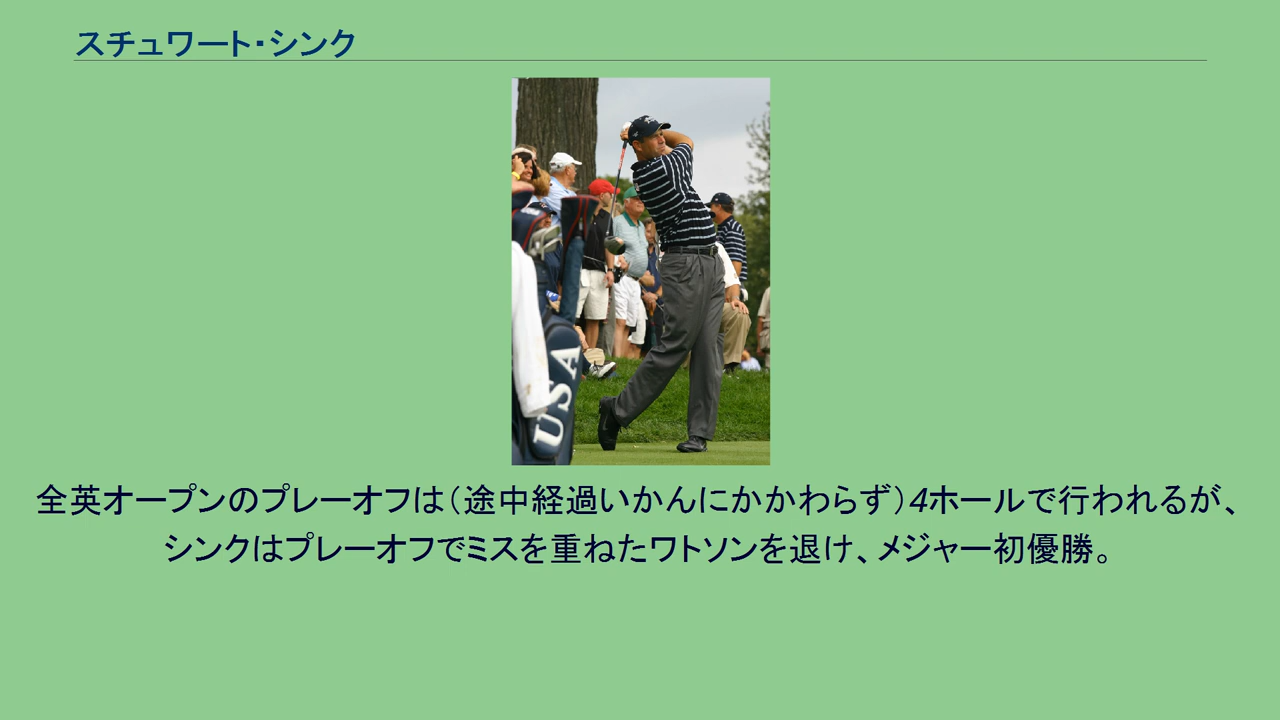 スチュワート・シンク
USA
全英オープンのプレーオフは（途中経過いかんにかかわらず）4ホールで行われるが、
シンクはプレーオフでミスを重ねたワトソンを退け、メジャー初優勝。